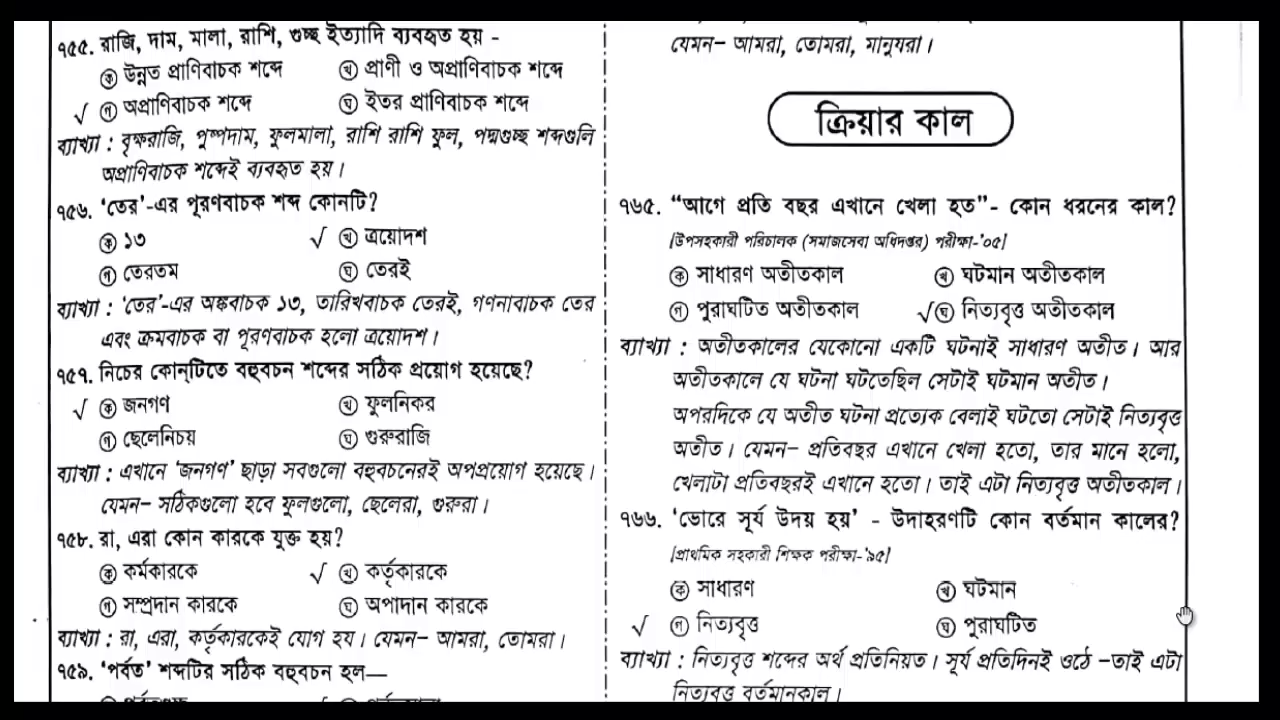 ৭৫৫. রাজি, দাম, মালা, রাশি, গুচ্ছ ইত্যাদি ব্যবহৃত হয় -
ক উন্নত প্রাণিবাচক শব্দে খ প্রাণী ও অপ্রাণিবাচক শব্দে
√ গ অপ্রাণিবাচক শব্দে ঘ ইতর প্রাণিবাচক শব্দে
ব্যাখ্যা : বৃক্ষরাজি, পুষ্পদাম, ফুলমালা, রাশি রাশি ফুল, পদ্মগুচ্ছ শব্দগুলি
অপ্রাণিবাচক শব্দেই ব্যবহৃত হয়।
৭৫৬. ‘তের’-এর পূরণবাচক শব্দ কোনটি?
ক ১৩ √ খ ত্রয়োদশ
গ তেরতম ঘ তেরই
ব্যাখ্যা : ‘তের’-এর অঙ্কবাচক ১৩, তারিখবাচক তেরই, গণনাবাচক তের
এবং ক্রমবাচক বা পূরণবাচক হলো ত্রয়োদশ।
৭৫৭. নিচের কোন্‌টিতে বহুবচন শব্দের সঠিক প্রয়োগ হয়েছে?
√ ক জনগণ খ ফুলনিকর
গ ছেলেনিচয় ঘ গুরুরাজি
ব্যাখ্যা : এখানে ‘জনগণ’ ছাড়া সবগুলো বহুবচনেরই অপপ্রয়োগ হয়েছে।
যেমন– সঠিকগুলো হবে ফুলগুলো, ছেলেরা, গুরুরা।
৭৫৮. রা, এরা কোন কারকে যুক্ত হয়?
ক কর্মকারকে √ খ কর্তৃকারকে
গ সম্প্রদান কারকে ঘ অপাদান কারকে
ব্যাখ্যা : রা, এরা, কর্তৃকারকেই যোগ হয। যেমন– আমরা, তোমরা।
৭৫৯. ‘পর্বত’ শব্দটির সঠিক বহুবচন হল—
যেমন– আমরা, তোমরা, মানুষরা।
ক্রিয়ার কাল
৭৬৫. “আগে প্রতি বছর এখানে খেলা হত”- কোন ধরনের কাল?
[উপসহকারী পরিচালক (সমাজসেবা অধিদপ্তর) পরীক্ষা-'০৫]
ক সাধারণ অতীতকাল খ ঘটমান অতীতকাল
গ পুরাঘটিত অতীতকাল √ ঘ নিত্যবৃত্ত অতীতকাল
ব্যাখ্যা : অতীতকালের যেকোনো একটি ঘটনাই সাধারণ অতীত। আর
অতীতকালে যে ঘটনা ঘটতেছিল সেটাই ঘটমান অতীত।
অপরদিকে যে অতীত ঘটনা প্রত্যেক বেলাই ঘটতো সেটাই নিত্যবৃত্ত
অতীত। যেমন– প্রতিবছর এখানে খেলা হতো, তার মানে হলো,
খেলাটা প্রতিবছরই এখানে হতো। তাই এটা নিত্যবৃত্ত অতীতকাল।
৭৬৬. ‘ভোরে সূর্য উদয় হয়’ - উদাহরণটি কোন বর্তমান কালের?
[প্রাথমিক সহকারী শিক্ষক পরীক্ষা-'৯৫]
ক সাধারণ খ ঘটমান
√ গ নিত্যবৃত্ত ঘ পুরাঘটিত
ব্যাখ্যা : নিত্যবৃত্ত শব্দের অর্থ প্রতিনিয়ত। সূর্য প্রতিদিনই ওঠে –তাই এটা
নিত্যবৃত্ত বর্তমানকাল।